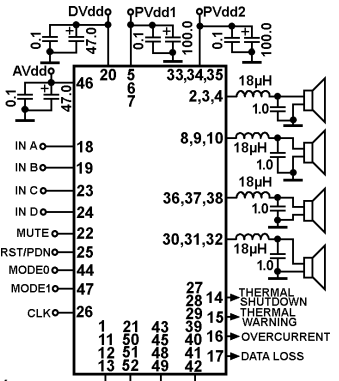 DVdd PVdd1 PVdd2
0.1 47.0 0.1 100.0 0.1 100.0
AVdd
20 5 33,34,35
6
7
46
0.1 47.0
18µH
2,3,4
1.0
8,9,10
18µH 1.0
IN A 18
IN B 19
18µH
IN C 23
36,37,38
1.0
IN D 24
MUTE 22
30,31,32
RST/PDN 25
18µH 1.0
MODE0 44
MODE1 47
CLK 26
27
28 14 THERMAL SHUTDOWN
29 15 THERMAL WARNING
1 21 43 39
11 50 45 40 16 OVERCURRENT
12 51 48 41 17 DATA LOSS
13 52 49 42